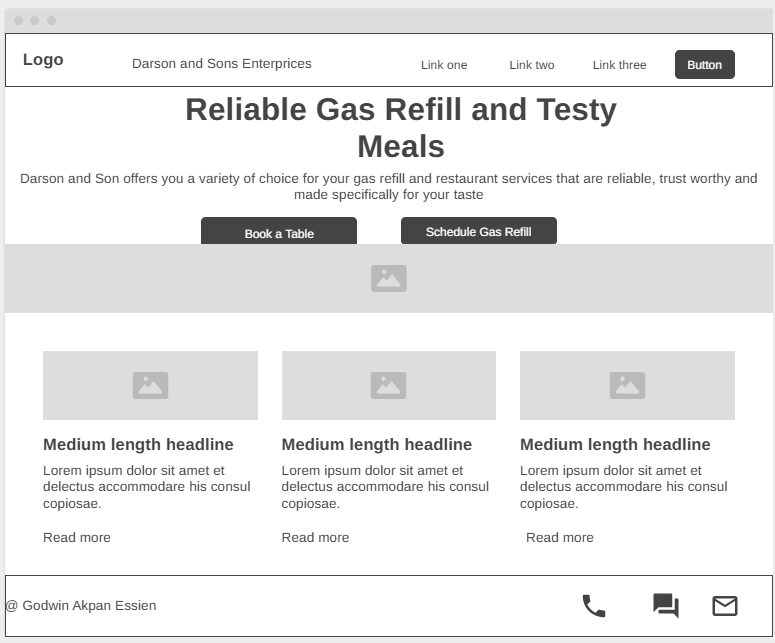 Logo
Darson and Sons Enterprices
Link one
Link two
Link three
Button
Reliable Gas Refill and Testy
Meals
Darson and Son offers you a variety of choice for your gas refill and restaurant services that are reliable, trust worthy and
made specifically for your taste
Book a Table
Schedule Gas Refill
Medium length headline
Lorem ipsum dolor sit amet et
delectus accommodare his consul
copiosae.
Read more
Medium length headline
Lorem ipsum dolor sit amet et
delectus accommodare his consul
copiosae.
Read more
Medium length headline
Lorem ipsum dolor sit amet et
delectus accommodare his consul
copiosae.
Read more
@ Godwin Akpan Essien